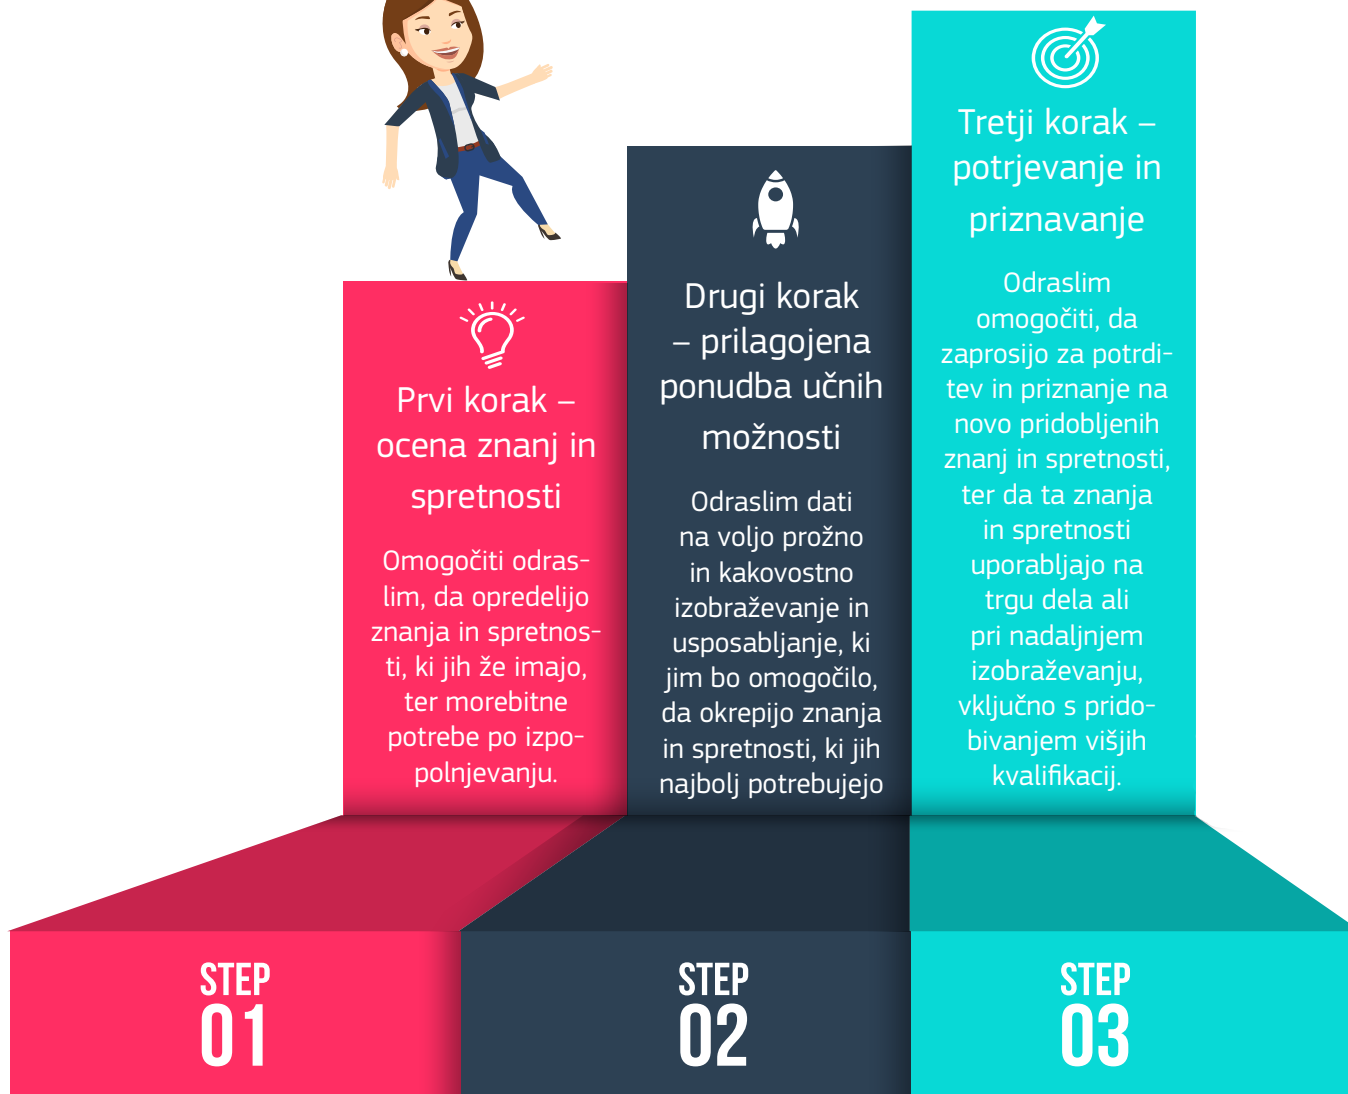 Prvi korak –
ocena znanj in
spretnosti
Omogočiti odras-
lim, da opredelijo
znanja in spretnos-
ti, ki jih že imajo,
ter morebitne
potrebe po izpo-
polnjevanju.
Drugi korak
– prilagojena
ponudba učnih
možnosti
Odraslim dati
na voljo prožno
in kakovostno
izobraževanje in
usposabljanje, ki
jim bo omogočilo,
da okrepijo znanja
in spretnosti, ki jih
najbolj potrebujejo
Tretji korak –
potrjevanje in
priznavanje
Odraslim
omogočiti, da
zaprosijo za potrdi-
tev in priznanje na
novo pridobljenih
znanj in spretnosti,
ter da ta znanja
in spretnosti
uporabljajo na
trgu dela ali
pri nadaljnjem
izobraževanju,
vključno s prido-
bivanjem višjih
kvalifikacij.
STEP
01
STEP
02
STEP
03